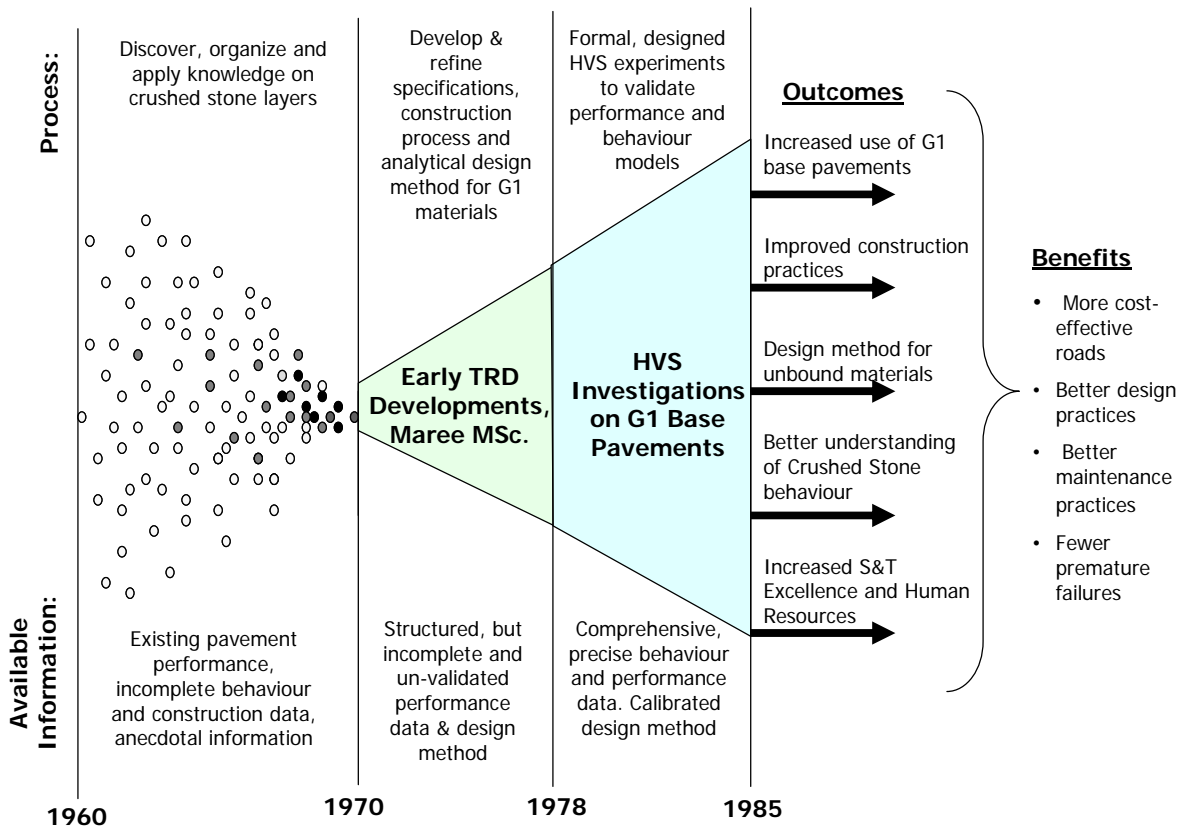 Process:
Discover, organize and
apply knowledge on
crushed stone layers
Develop &
refine
specifications,
construction
process and
analytical design
method for G1
materials
Formal, designed
HVS experiments
to validate
performance and
behaviour
models
Outcomes
Increased use of G1
base pavements
Improved construction
practices
Design method for
unbound materials
Better understanding
of Crushed Stone
behaviour
Increased S&T
Excellence and Human
Resources
Benefits
• More cost-
effective
roads
• Better design
practices
• Better
maintenance
practices
• Fewer
premature
failures
Early TRD
Developments,
Maree MSc.
HVS
Investigations
on G1 Base
Pavements
Available
Information:
Existing pavement
performance,
incomplete behaviour
and construction data,
anecdotal information
Structured, but
incomplete and
un-validated
performance
data & design
method
Comprehensive,
precise behaviour
and performance
data. Calibrated
design method
1960
1970
1978
1985